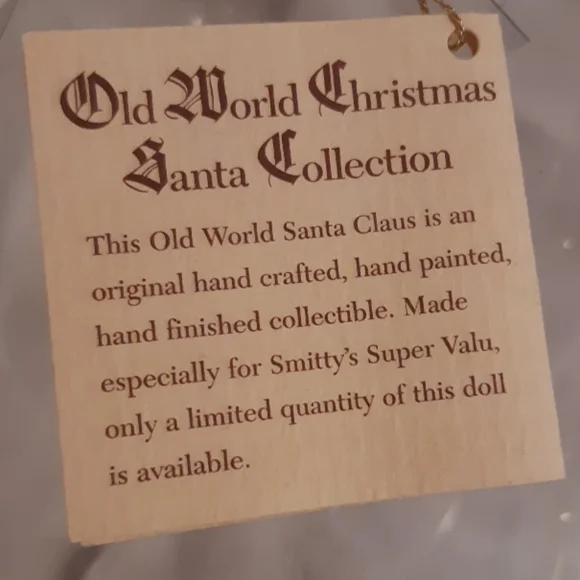 Old World Christmas
Santa Collection
This Old World Santa Claus is an
original hand crafted, hand painted,
hand finished collectible. Made
especially for Smitty's Super Valu,
only a limited quantity of this doll
is available.